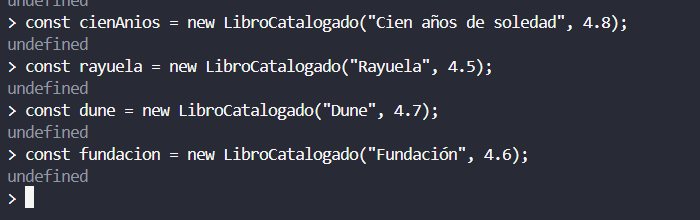 undefined
> const cienAnios = new LibroCatalogado("Cien años de soledad", 4.8);
undefined
> const rayuela = new LibroCatalogado("Rayuela", 4.5);
undefined
> const dune = new LibroCatalogado("Dune", 4.7);
undefined
> const fundacion = new LibroCatalogado("Fundación", 4.6);
undefined
>